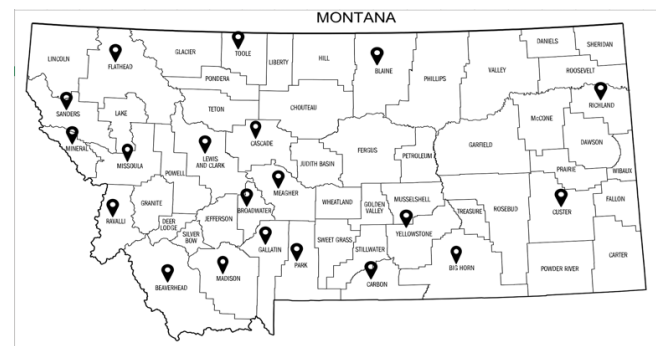 MONTANA
LINCOLN
FLATHEAD
GLACIER
TOOLE
LIBERTY
HILL
BLAINE
PHILLIPS
VALLEY
DANIELS
SHERIDAN
ROOSEVELT
PONDERA
RICHLAND
SANDERS
LAKE
TETON
CHOUTEAU
McCONE
MINERAL
MISSOULA
POWELL
LEWIS
AND CLARK
CASCADE
JUDITH BASIN
FERGUS
PETROLEUM
GARFIELD
DAWSON
PRAIRIE
WIBAUX
RAVALLI
GRANITE
DEER
LODGE
SILVER
BOW
JEFFERSON
BROADWATER
MEAGHER
WHEATLAND
GOLDEN
VALLEY
MUSSELSHELL
TREASURE
ROSEBUD
CUSTER
FALLON
GALLATIN
PARK
SWEET GRASS
STILLWATER
YELLOWSTONE
BIG HORN
CARTER
BEAVERHEAD
MADISON
CARBON
POWDER RIVER